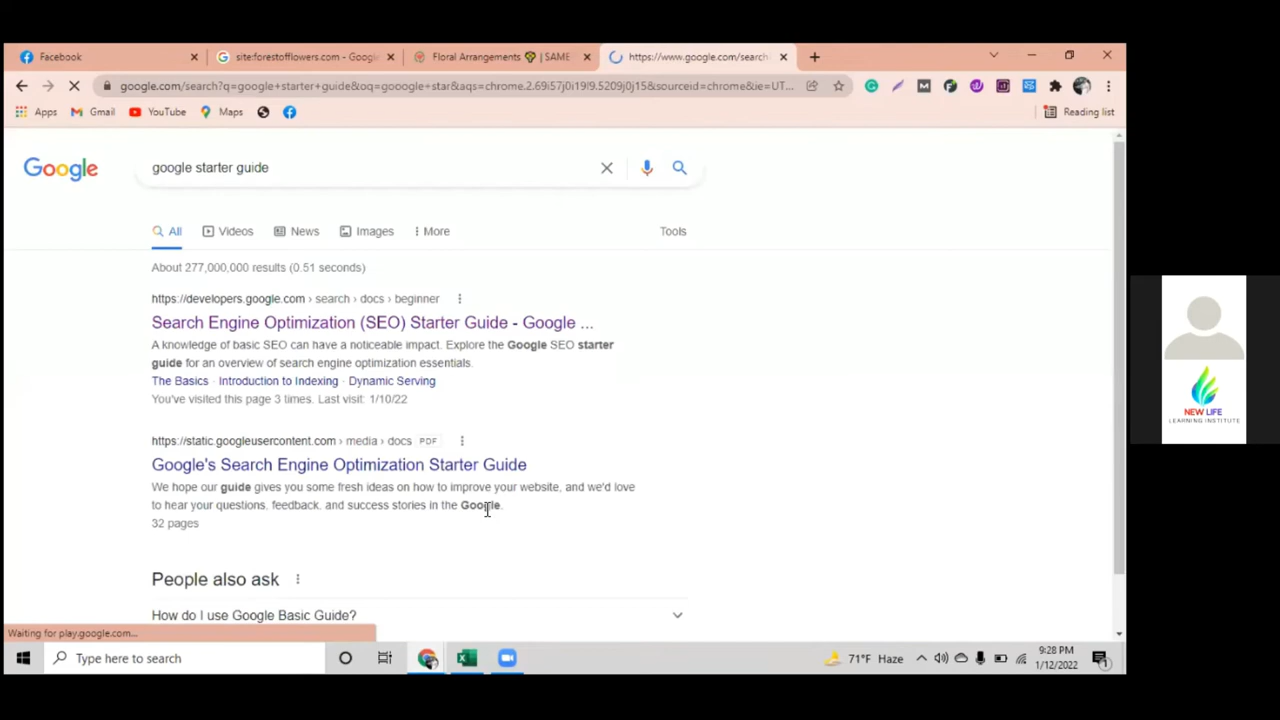 Facebook
site:forestofflowers.com - Googl
Floral Arrangements 💐 | SAME
https://www.google.com/search
google.com/search?q=google+starter+guide&oq=gooogle+star&aqs=chrome.2.69i57j0i19l9.5209j0j15&sourceid=chrome&ie=UT...
Apps
Gmail
YouTube
Maps
Reading list
Google
google starter guide
All
Videos
News
Images
More
Tools
About 277,000,000 results (0.51 seconds)
https://developers.google.com › search › docs › beginner
Search Engine Optimization (SEO) Starter Guide - Google ...
A knowledge of basic SEO can have a noticeable impact. Explore the Google SEO starter
guide for an overview of search engine optimization essentials.
The Basics · Introduction to Indexing · Dynamic Serving
You've visited this page 3 times. Last visit: 1/10/22
https://static.googleusercontent.com › media › docs PDF
Google's Search Engine Optimization Starter Guide
We hope our guide gives you some fresh ideas on how to improve your website, and we'd love
to hear your questions, feedback, and success stories in the Google.
32 pages
People also ask
How do I use Google Basic Guide?
Waiting for play.google.com...
Type here to search
71°F Haze
9:28 PM
1/12/2022
1
NEW LIFE
LEARNING INSTITUTE